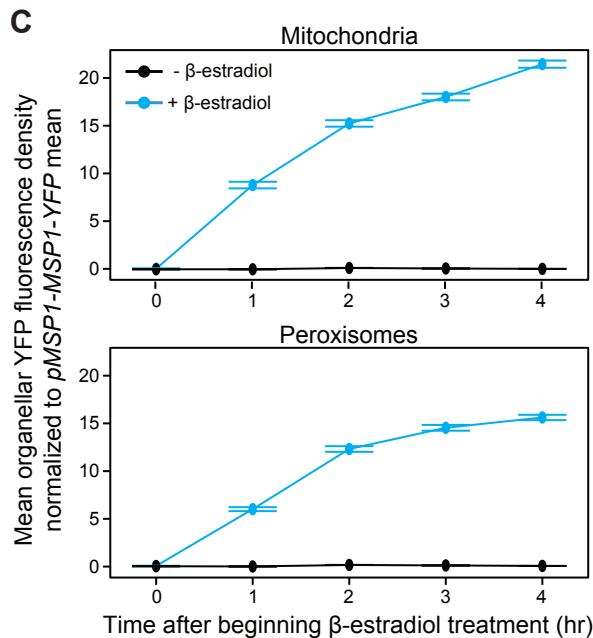 C
Mitochondria
- β-estradiol
+ β-estradiol
20
15
10
5
0
0 1 2 3 4
Peroxisomes
20
15
10
5
0
0 1 2 3 4
Mean organellar YFP fluorescence density
normalized to pMSP1-MSP1-YFP mean
Time after beginning β-estradiol treatment (hr)